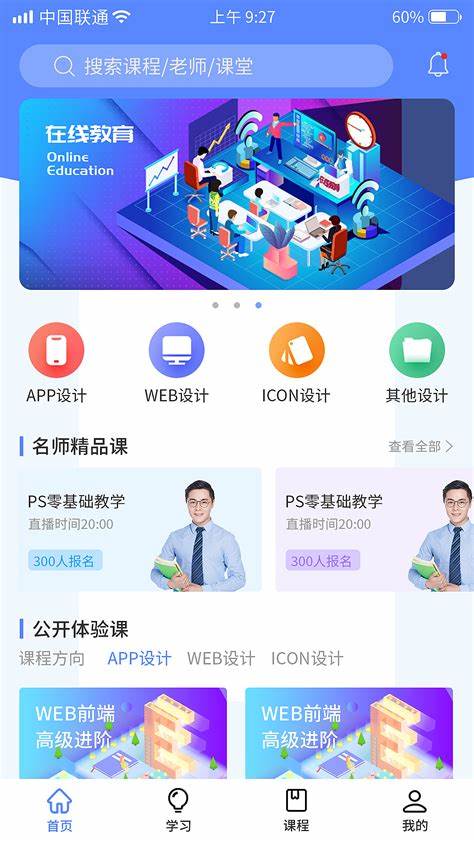 中国联通
上午 9:27
60%
搜索课程/老师/课堂
在线教育
Online
Education
APP设计
WEB设计
ICON设计
其他设计
名师精品课
查看全部
PS零基础教学
直播时间20:00
300人报名
PS零基础教学
直播时间20:00
300人报名
公开体验课
课程方向 APP设计 WEB设计 ICON设计
WEB前端
高级进阶
WEB前端
高级进阶
首页
学习
课程
我的